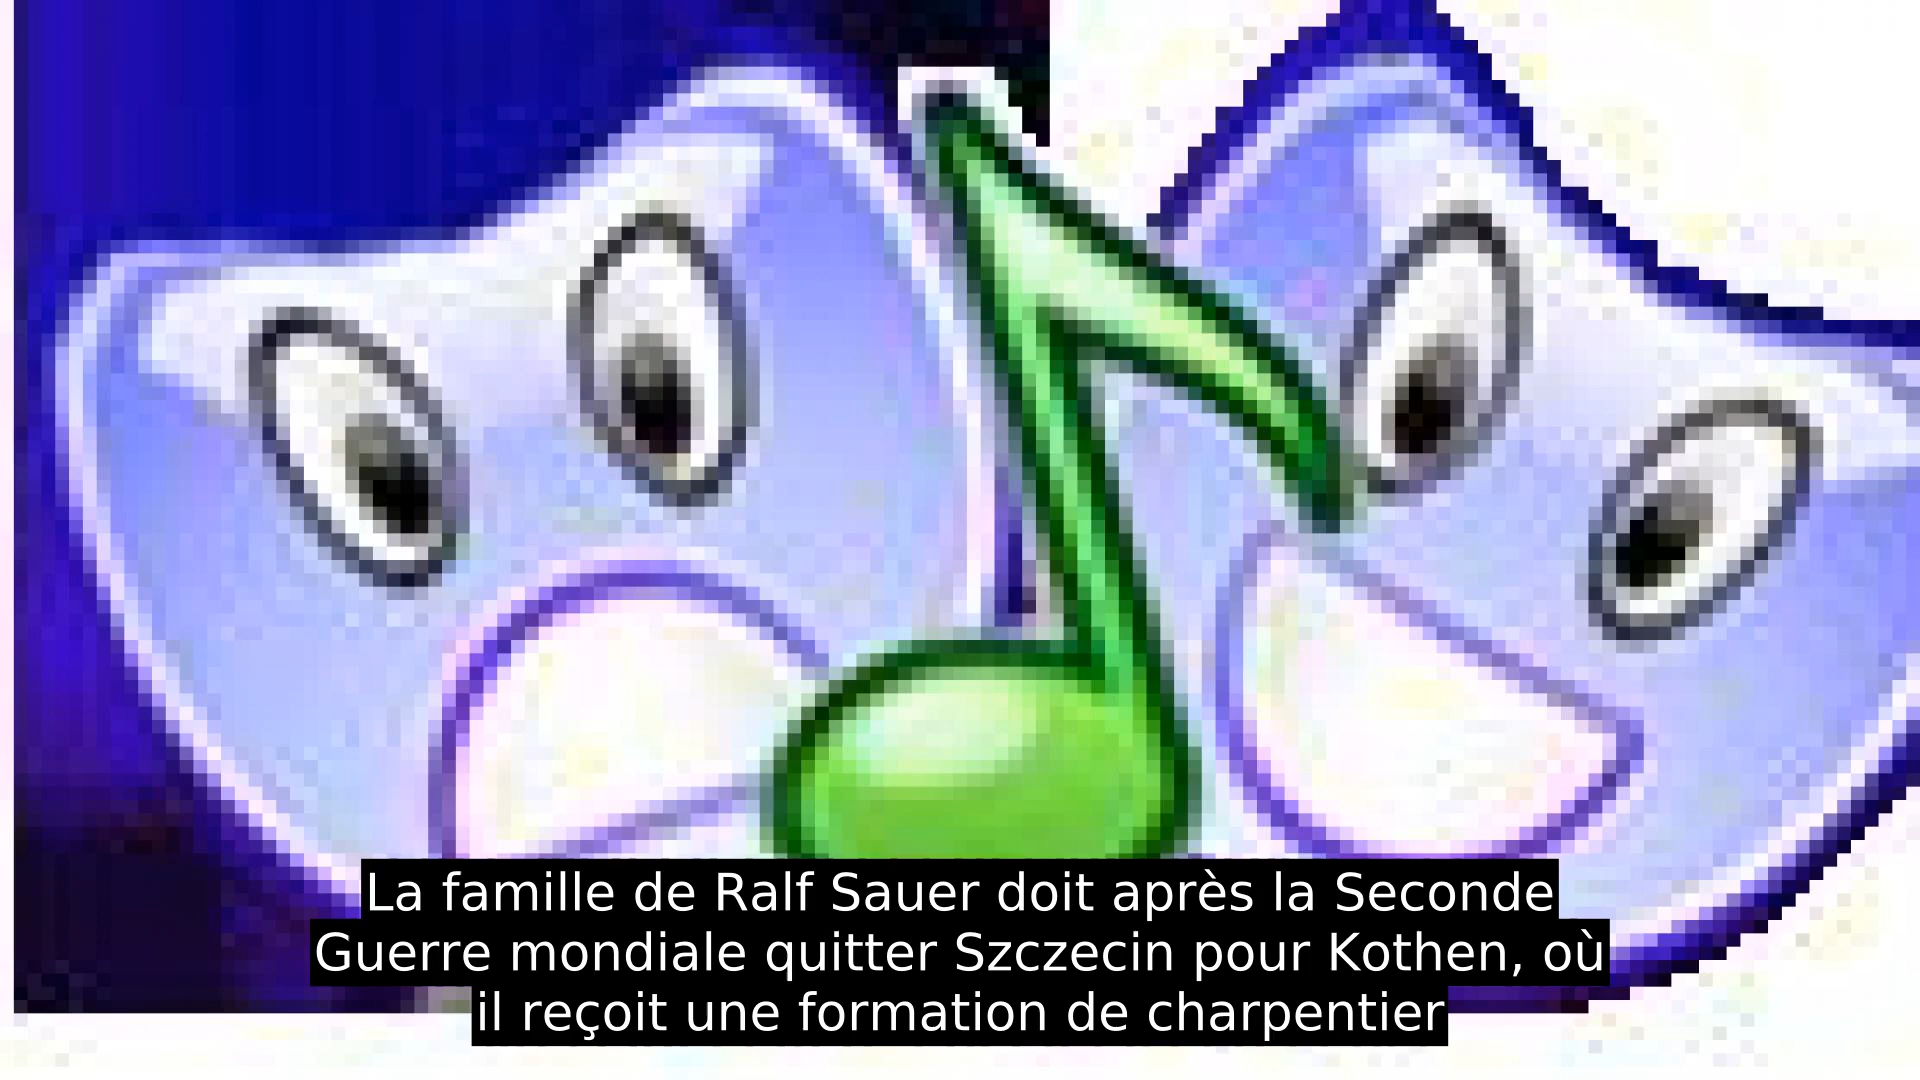 La famille de Ralf Sauer doit après la Seconde
Guerre mondiale quitter Szczecin pour Kothen, où
il reçoit une formation de charpentier